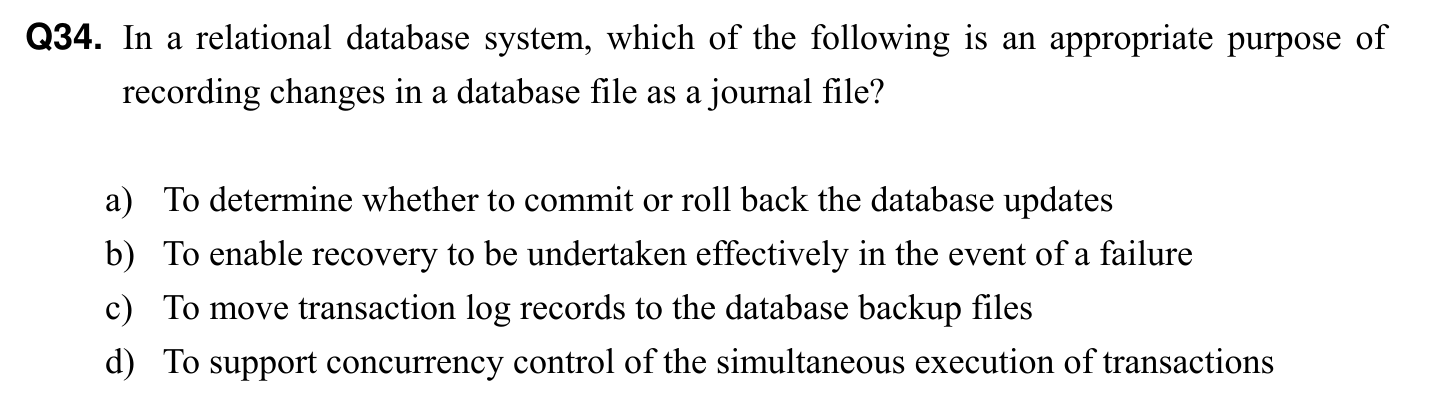 Q34. In a relational database system, which of the following is an appropriate purpose of
recording changes in a database file as a journal file?
a) To determine whether to commit or roll back the database updates
b) To enable recovery to be undertaken effectively in the event of a failure
c) To move transaction log records to the database backup files
d) To support concurrency control of the simultaneous execution of transactions